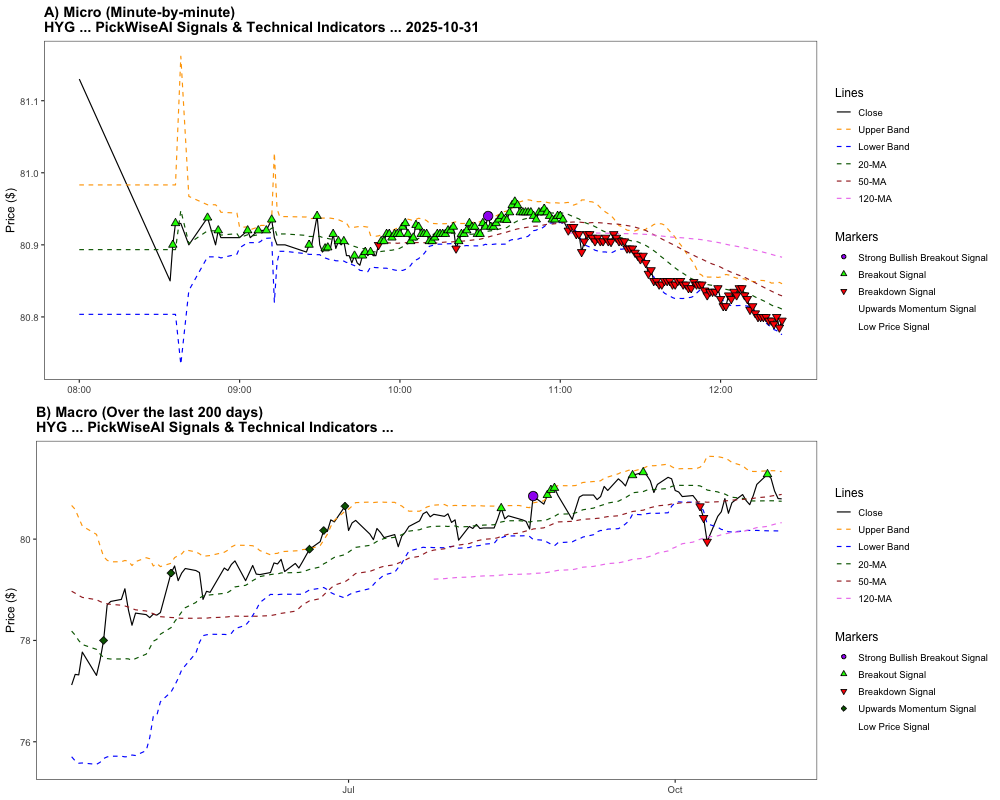 A) Micro (Minute-by-minute)
HYG ... PickWiseAI Signals & Technical Indicators ... 2025-10-31
Price ($)
81.1
81.0
80.9
80.8
08:00
09:00
10:00
11:00
12:00
Lines
Close
Upper Band
Lower Band
20-MA
50-MA
120-MA
Markers
Strong Bullish Breakout Signal
Breakout Signal
Breakdown Signal
Upwards Momentum Signal
Low Price Signal
B) Macro (Over the last 200 days)
HYG ... PickWiseAI Signals & Technical Indicators ...
Price ($)
80
78
76
Jul
Oct
Lines
Close
Upper Band
Lower Band
20-MA
50-MA
120-MA
Markers
Strong Bullish Breakout Signal
Breakout Signal
Breakdown Signal
Upwards Momentum Signal
Low Price Signal